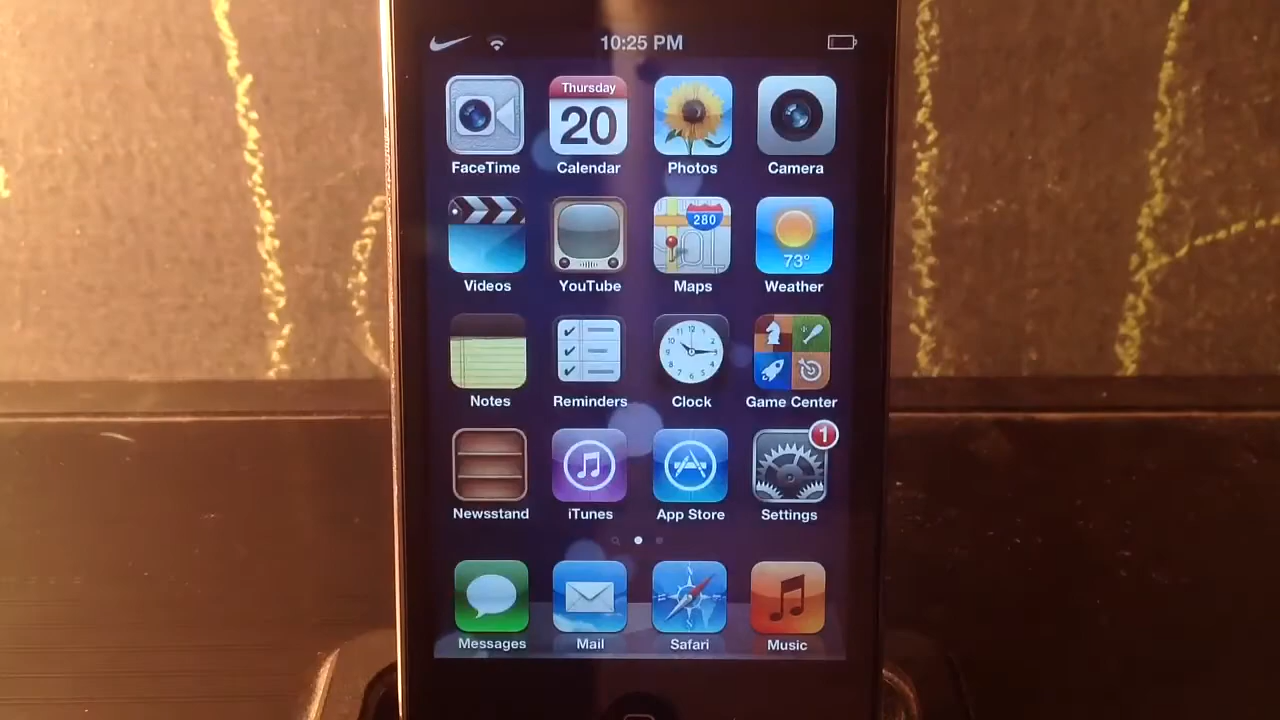 10:25 PM
Thursday
20
FaceTime Calendar Photos Camera
280
73°
Videos YouTube Maps Weather
Notes Reminders Clock Game Center
1
Newsstand iTunes App Store Settings
Messages Mail Safari Music